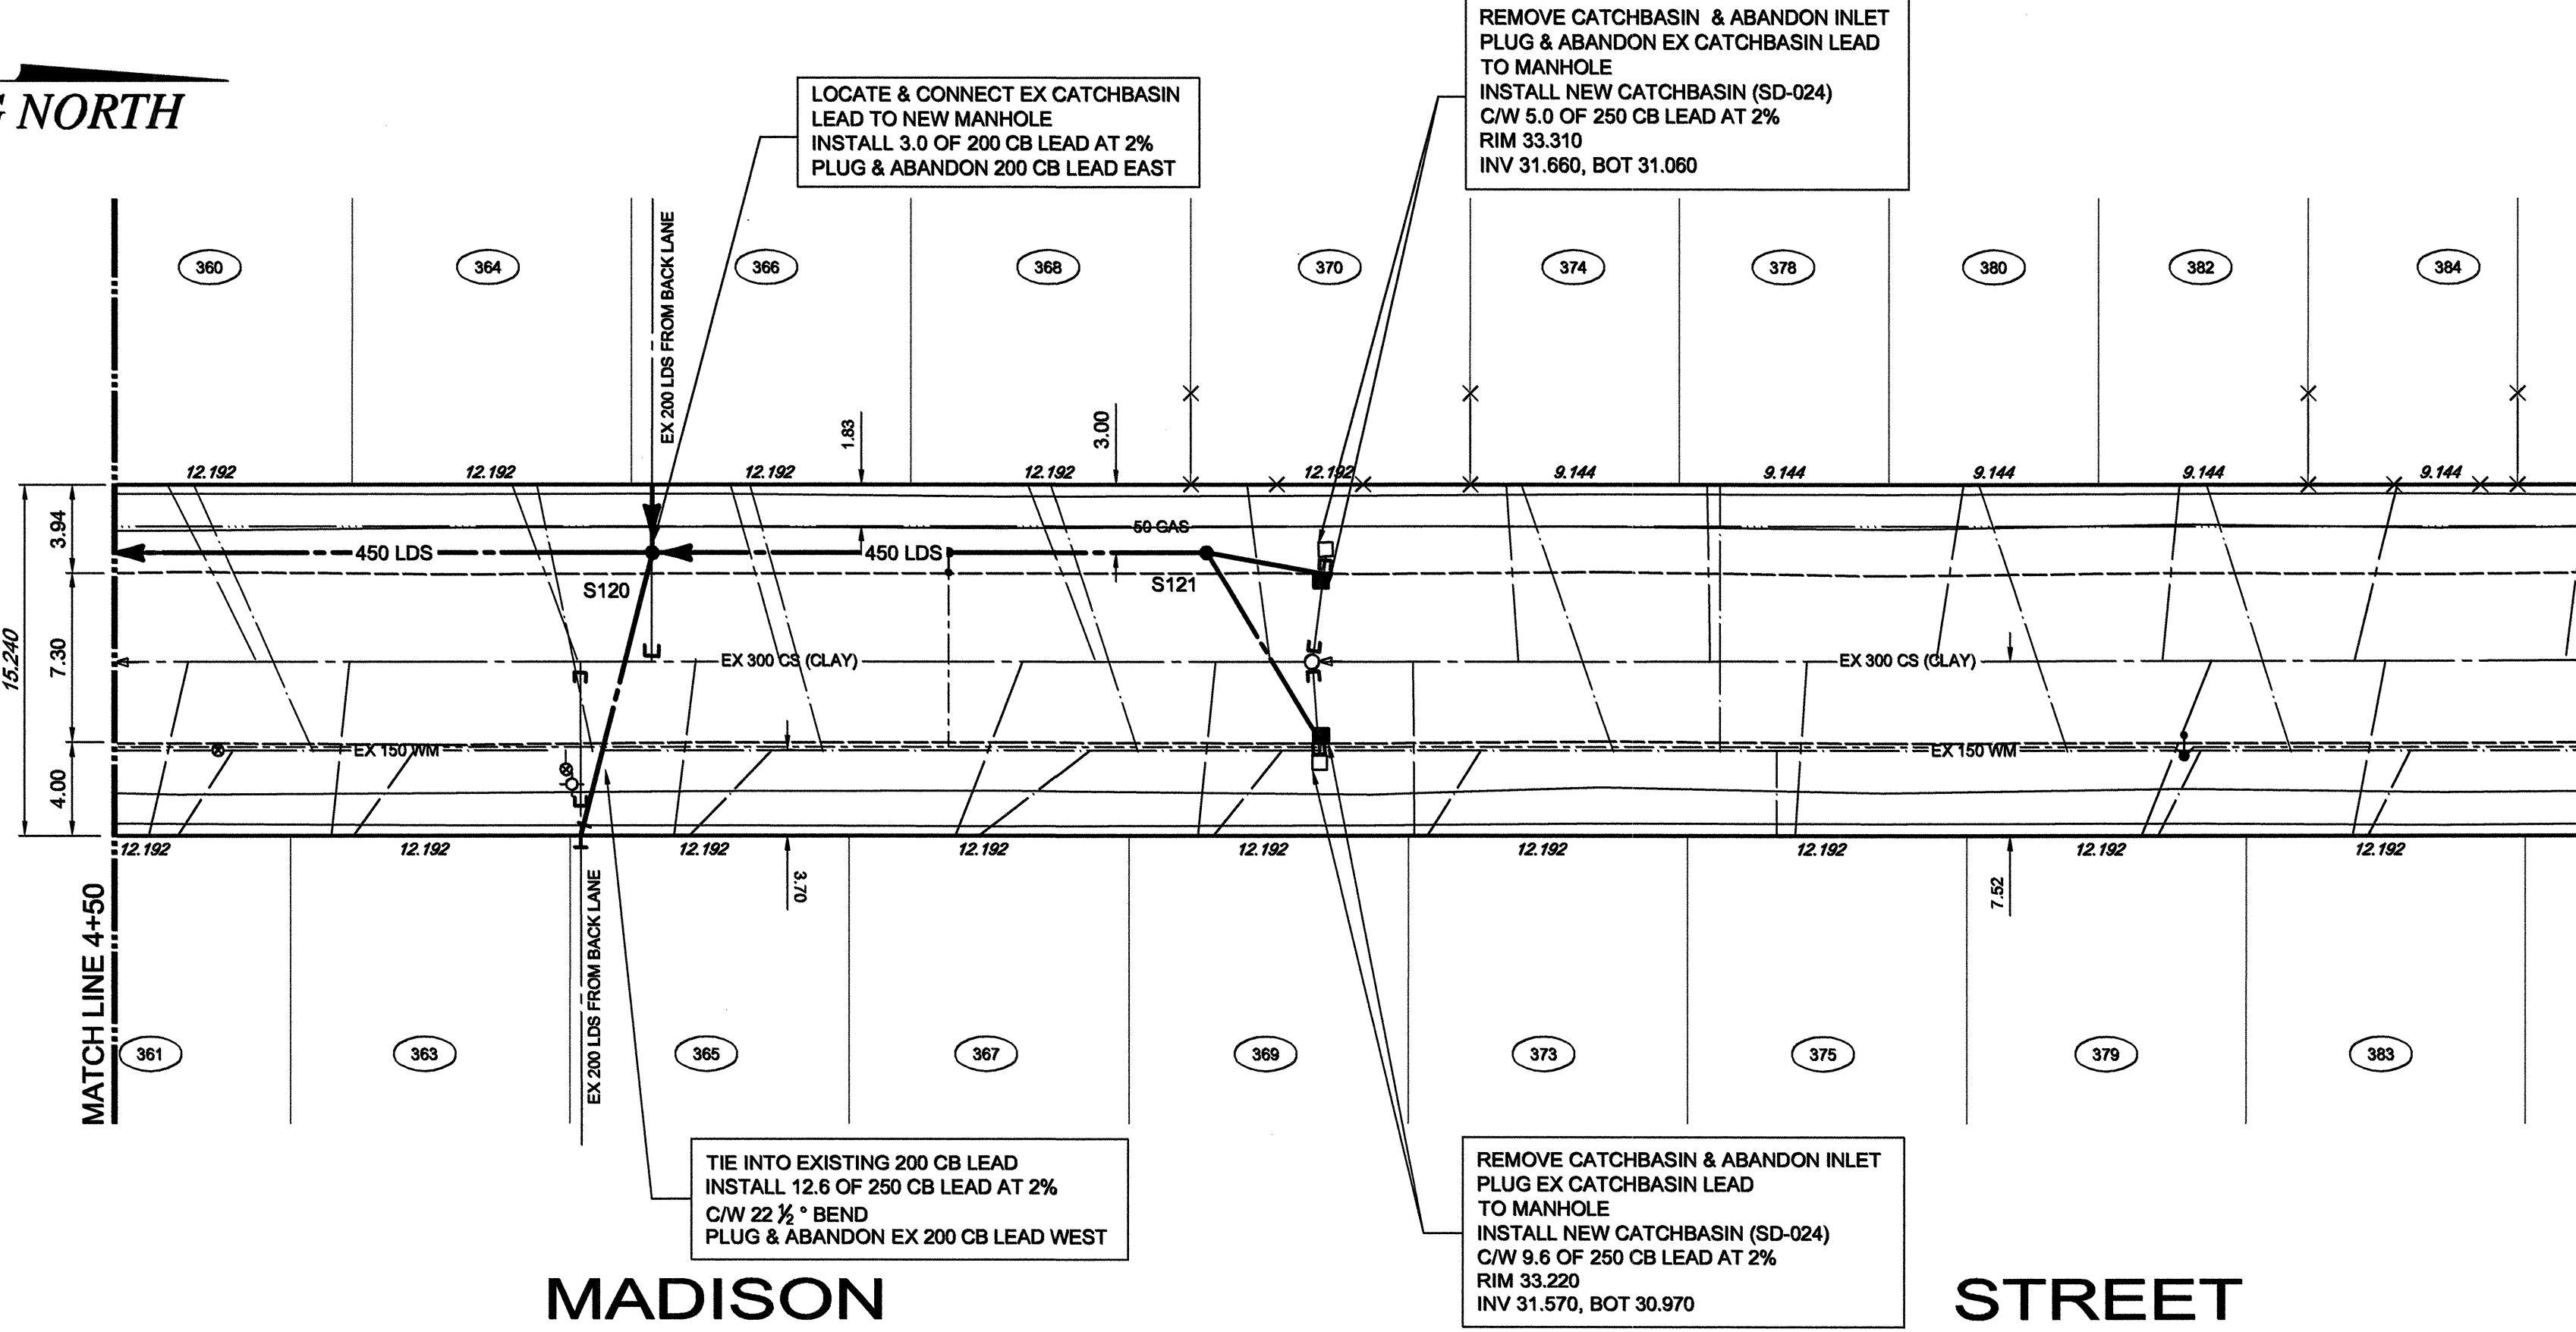 REMOVE CATCHBASIN & ABANDON INLET
PLUG & ABANDON EX CATCHBASIN LEAD
TO MANHOLE
INSTALL NEW CATCHBASIN (SD-024)
C/W 5.0 OF 250 CB LEAD AT 2%
RIM 33.310
INV 31.660, BOT 31.060
NORTH
LOCATE & CONNECT EX CATCHBASIN
LEAD TO NEW MANHOLE
INSTALL 3.0 OF 200 CB LEAD AT 2%
PLUG & ABANDON 200 CB LEAD EAST
EX 200 LDS FROM BACK LANE
360
364
366
368
370
374
378
380
382
384
1.83
3.00
12.192
12.192
12.192
12.192
12.192
9.144
9.144
9.144
9.144
9.144
15.240
3.94
7.30
4.00
50 GAS
450 LDS
450 LDS
S120
S121
EX 300 CS (CLAY)
EX 300 CS (CLAY)
EX 150 WM
EX 150 WM
12.192
12.192
12.192
12.192
12.192
12.192
12.192
12.192
12.192
3.70
7.52
MATCH LINE 4+50
EX 200 LDS FROM BACK LANE
361
363
365
367
369
373
375
379
383
TIE INTO EXISTING 200 CB LEAD
INSTALL 12.6 OF 250 CB LEAD AT 2%
C/W 22 ½ ° BEND
PLUG & ABANDON EX 200 CB LEAD WEST
REMOVE CATCHBASIN & ABANDON INLET
PLUG EX CATCHBASIN LEAD
TO MANHOLE
INSTALL NEW CATCHBASIN (SD-024)
C/W 9.6 OF 250 CB LEAD AT 2%
RIM 33.220
INV 31.570, BOT 30.970
MADISON STREET